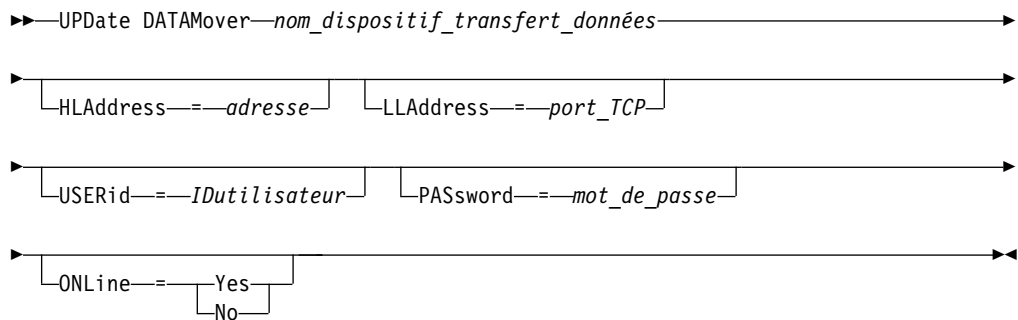 UPDate DATAMover nom_dispositif_transfert_données
HLAddress = adresse LLAddress = port_TCP
USERid = IDutilisateur PASsword = mot_de_passe
ONLine = Yes
No